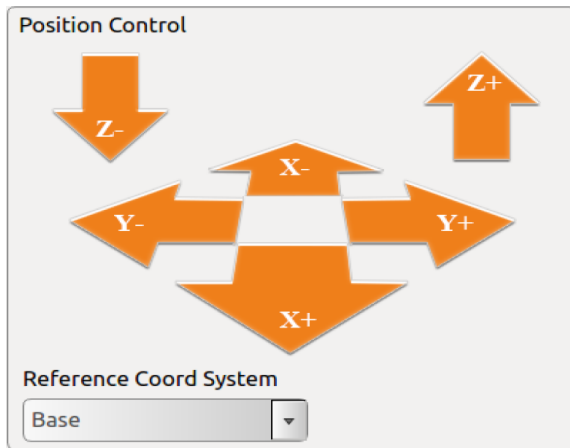 Position Control
Z-
Z+
X-
Y-
Y+
X+
Reference Coord System
Base